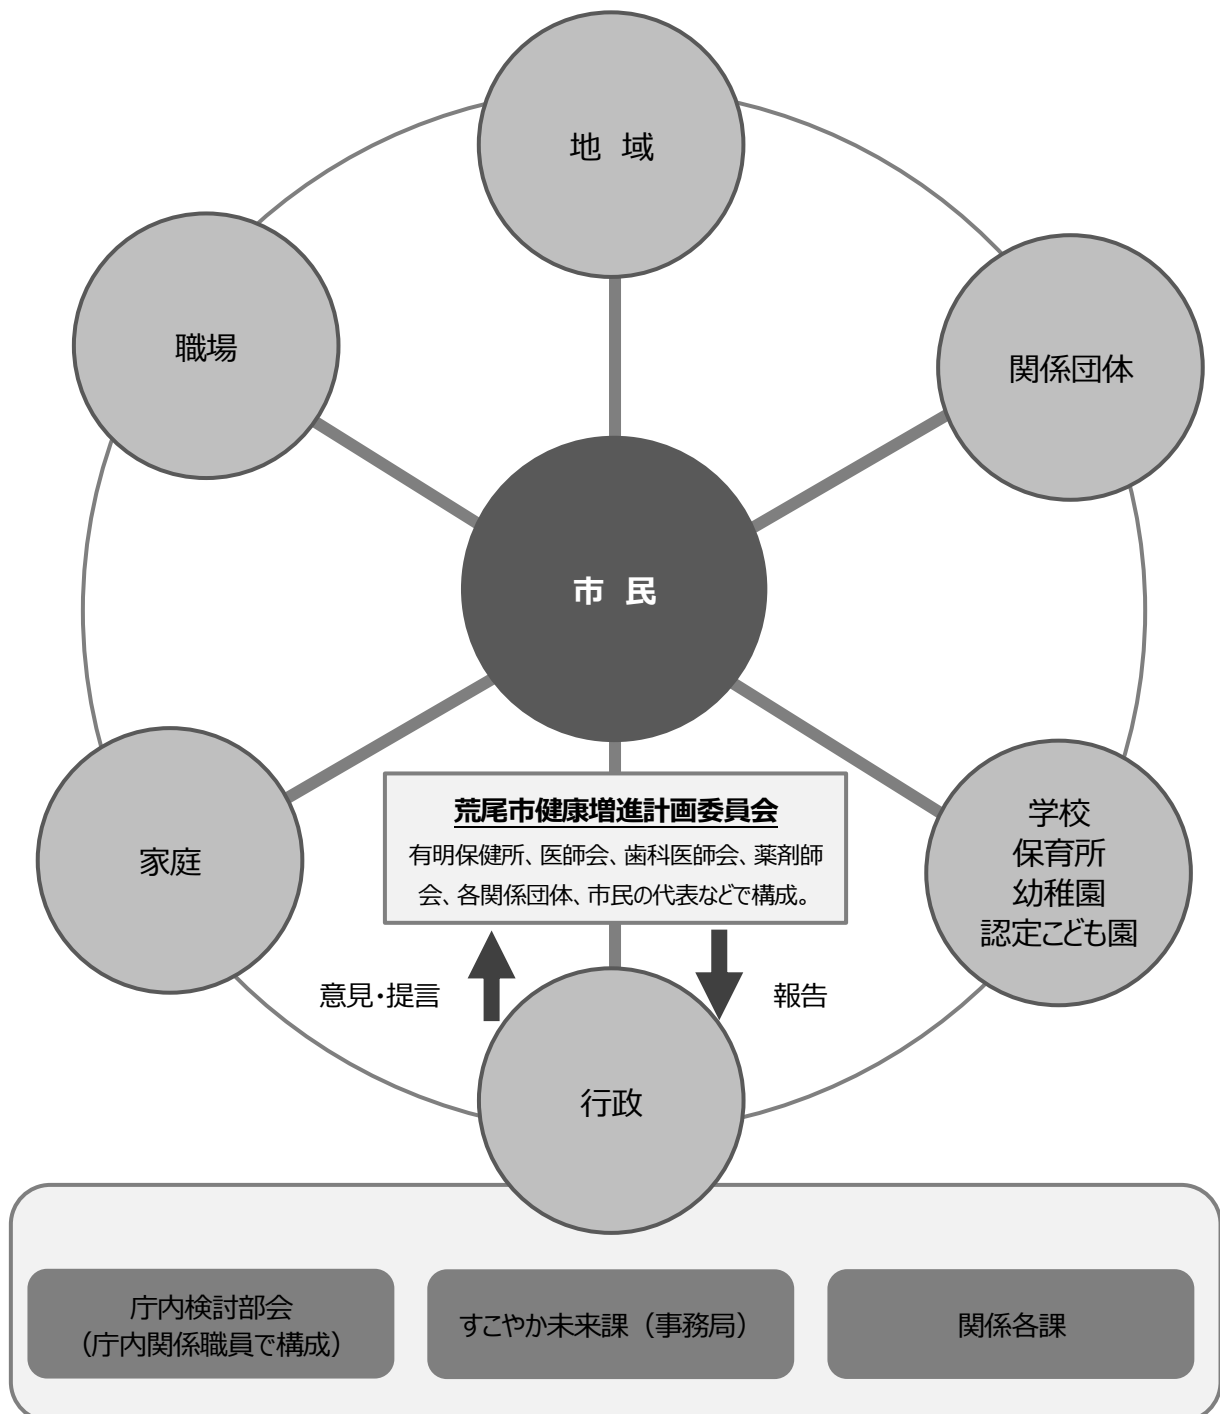 地 域
職場
関係団体
市 民
荒尾市健康増進計画委員会
有明保健所、医師会、歯科医師会、薬剤師
会、各関係団体、市民の代表などで構成。
家庭
学校
保育所
幼稚園
認定こども園
意見・提言
報告
行政
庁内検討部会
（庁内関係職員で構成）
すこやか未来課（事務局）
関係各課